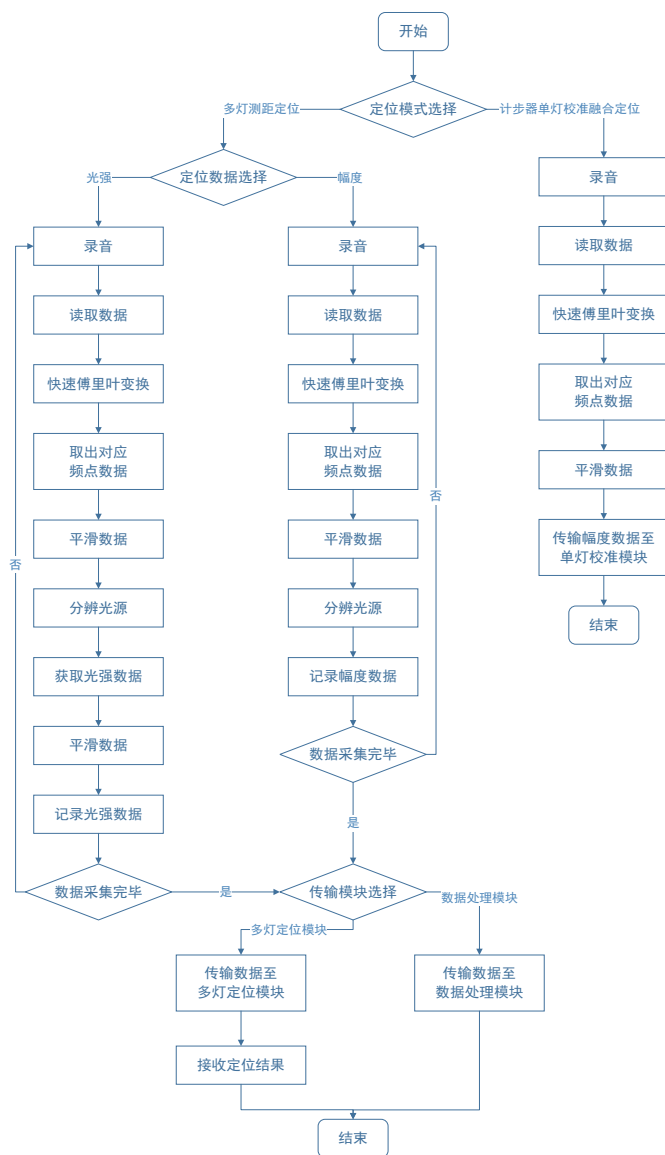 开始
定位模式选择
多灯测距定位
计步器单灯校准融合定位
定位数据选择
光强
幅度
录音
读取数据
快速傅里叶变换
取出对应
频点数据
平滑数据
分辨光源
获取光强数据
平滑数据
记录光强数据
数据采集完毕
否
是
录音
读取数据
快速傅里叶变换
取出对应
频点数据
平滑数据
分辨光源
记录幅度数据
数据采集完毕
否
是
传输模块选择
多灯定位模块
数据处理模块
传输数据至
多灯定位模块
接收定位结果
传输数据至
数据处理模块
结束
录音
读取数据
快速傅里叶变换
取出对应
频点数据
平滑数据
传输幅度数据至
单灯校准模块
结束